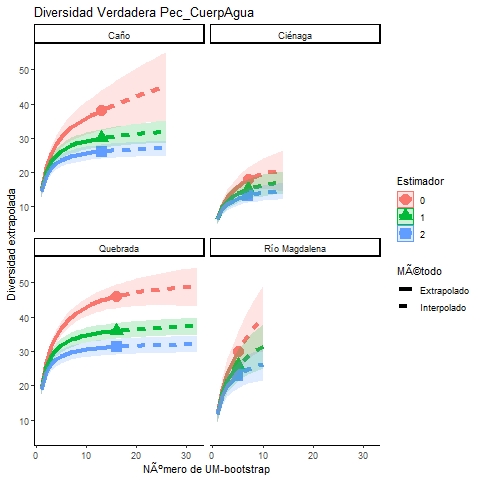 Diversidad Verdadera Pec_CuerpAgua
Caño
Ciénaga
50
40
30
20
10
Quebrada
Río Magdalena
50
40
30
20
10
0
10
20
30
0
10
20
30
Diversidad extrapolada
NÃºmero de UM-bootstrap
Estimador
0
1
2
MÃ©todo
Extrapolado
Interpolado